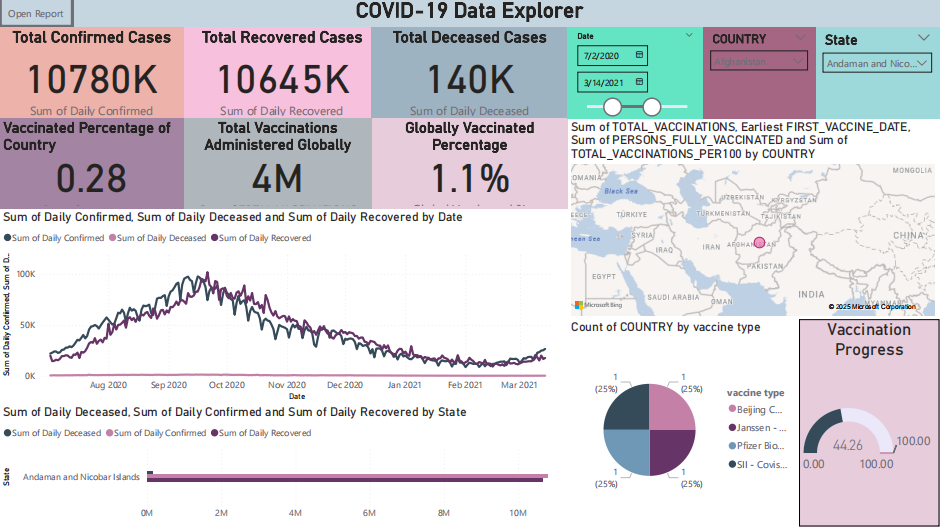 Open Report
COVID-19 Data Explorer
Total Confirmed Cases
10780K
Sum of Daily Confirmed
Total Recovered Cases
10645K
Sum of Daily Recovered
Total Deceased Cases
140K
Sum of Daily Deceased
Date
7/2/2020
3/14/2021
COUNTRY
Afghanistan
State
Andaman and Nico...
Vaccinated Percentage of
Country
0.28
Total Vaccinations
Administered Globally
4M
Globally Vaccinated
Percentage
1.1%
Sum of TOTAL_VACCINATIONS, Earliest FIRST_VACCINE_DATE,
Sum of PERSONS_FULLY_VACCINATED and Sum of
TOTAL_VACCINATIONS_PER100 by COUNTRY
OMANIA
MONGOLIA
Black Sea
UZBEKISTAN
KYRGYZSTAN
TÜRKIYE
TURKMENISTAN
TAJIKISTAN
nean Sea
SYRIA
IRAQ
IRAN
AFGHANISTAN
CHINA
PAKISTAN
EGYPT
SAUDI ARABIA
OMAN
INDIA
MYANMAR
Microsoft Bing
© 2025 Microsoft Corporation
Sum of Daily Confirmed, Sum of Daily Deceased and Sum of Daily Recovered by Date
Sum of Daily Confirmed Sum of Daily Deceased Sum of Daily Recovered
Sum of Daily Confirmed, Sum of D...
100K
50K
0K
Aug 2020 Sep 2020 Oct 2020 Nov 2020 Dec 2020 Jan 2021 Feb 2021 Mar 2021
Date
Sum of Daily Deceased, Sum of Daily Confirmed and Sum of Daily Recovered by State
Sum of Daily Deceased Sum of Daily Confirmed Sum of Daily Recovered
State
Andaman and Nicobar Islands
0M 2M 4M 6M 8M 10M
Count of COUNTRY by vaccine type
1
(25%)
1
(25%)
1
(25%)
1
(25%)
vaccine type
Beijing C...
Janssen - ...
Pfizer Bio...
SII - Covis...
Vaccination
Progress
44.26
100.00
0.00
100.00